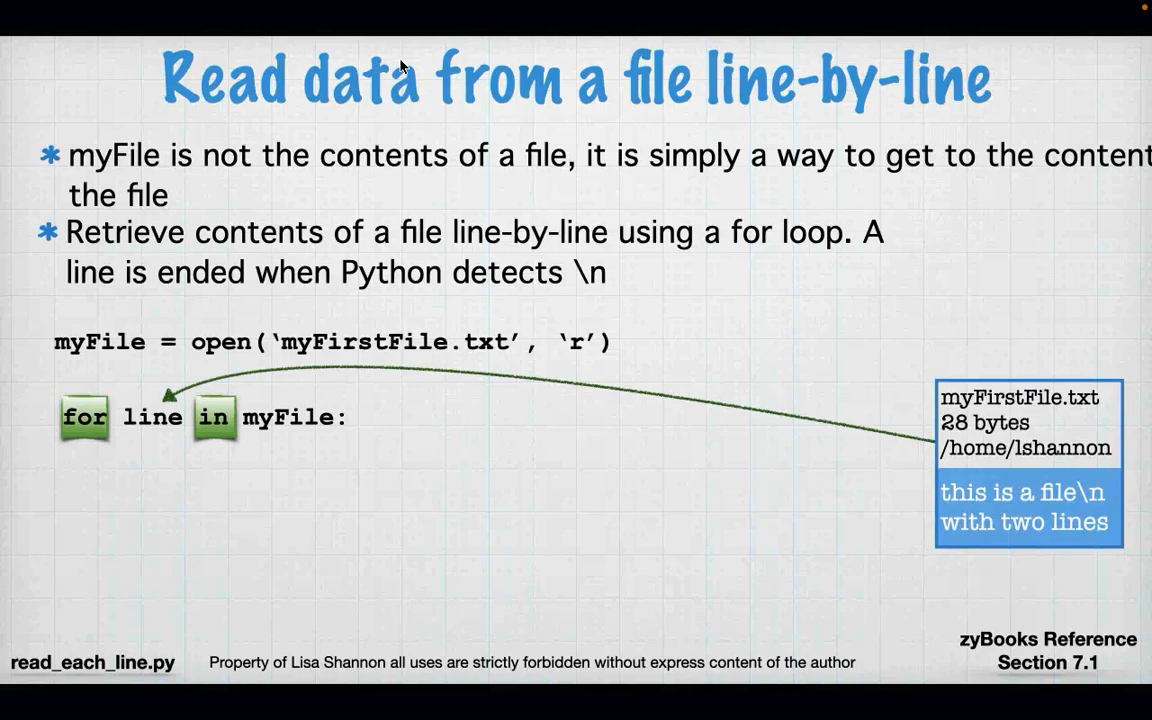 Read data from a file line-by-line
* myFile is not the contents of a file, it is simply a way to get to the content
the file
* Retrieve contents of a file line-by-line using a for loop. A
line is ended when Python detects \n
myFile = open(‘myFirstFile.txt’, ‘r’)
for line in myFile:
myFirstFile.txt
28 bytes
/home/lshannon
this is a file\n
with two lines
read_each_line.py
Property of Lisa Shannon all uses are strictly forbidden without express content of the author
zyBooks Reference
Section 7.1